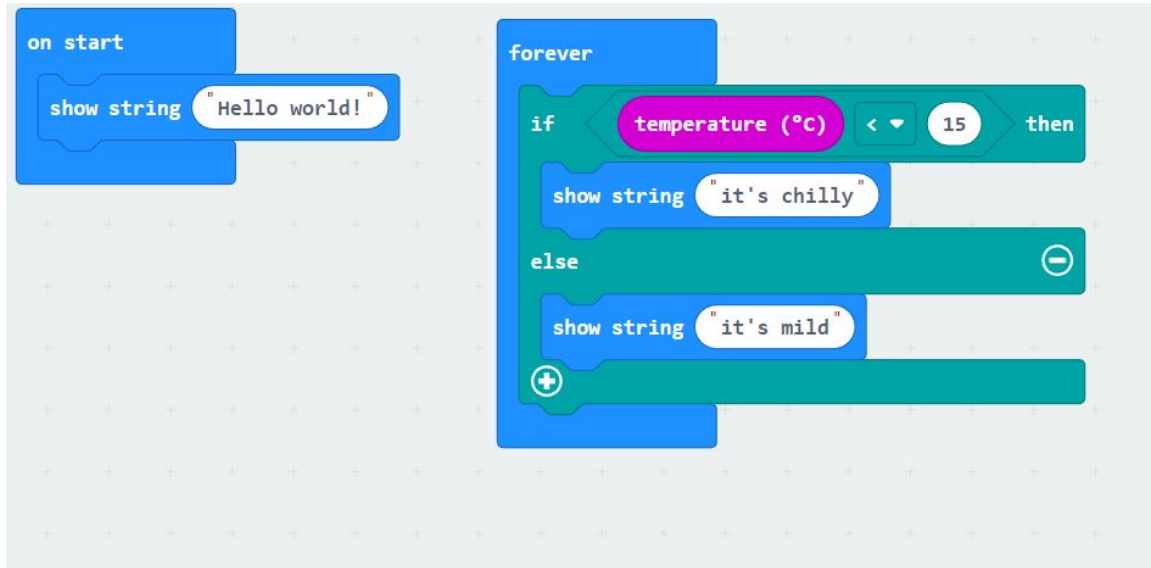 on start
show string "Hello world!"
forever
if temperature (°C) < 15 then
show string "it's chilly"
else
show string "it's mild"